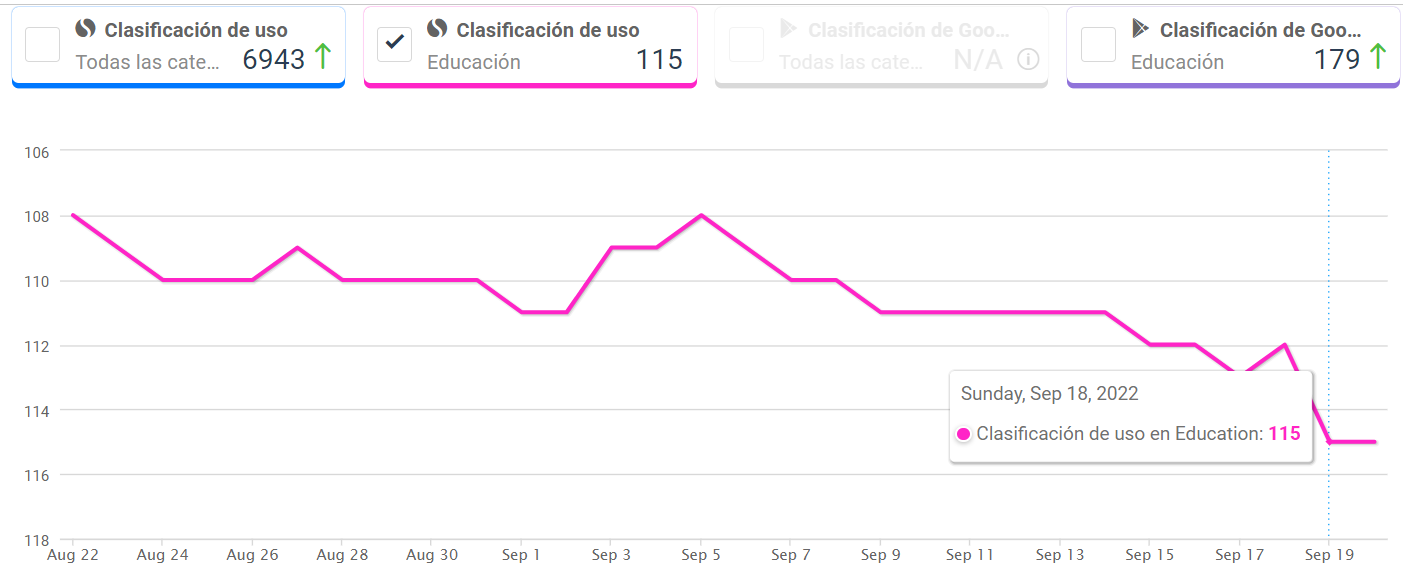 Clasificación de uso
Todas las cate... 6943
Clasificación de uso
Educación 115
Clasificación de Goo...
Todas las cate... N/A
Clasificación de Goo...
Educación 179
106
108
110
112
114
116
118
Sunday, Sep 18, 2022
Clasificación de uso en Education: 115
Aug 22 Aug 24 Aug 26 Aug 28 Aug 30 Sep 1 Sep 3 Sep 5 Sep 7 Sep 9 Sep 11 Sep 13 Sep 15 Sep 17 Sep 19